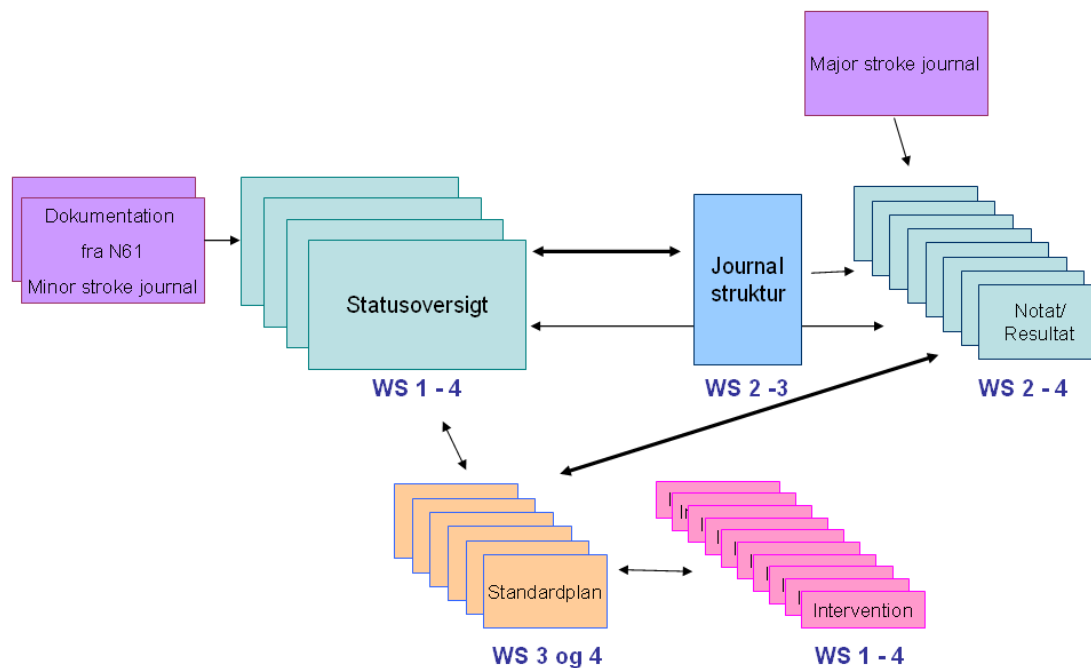 Major stroke journal
Dokumentation
fra N61
Minor stroke journal
Statusoversigt
Journal
struktur
Notat/
Resultat
WS 1 - 4
WS 2 -3
WS 2 - 4
Standardplan
Intervention
WS 3 og 4
WS 1 - 4